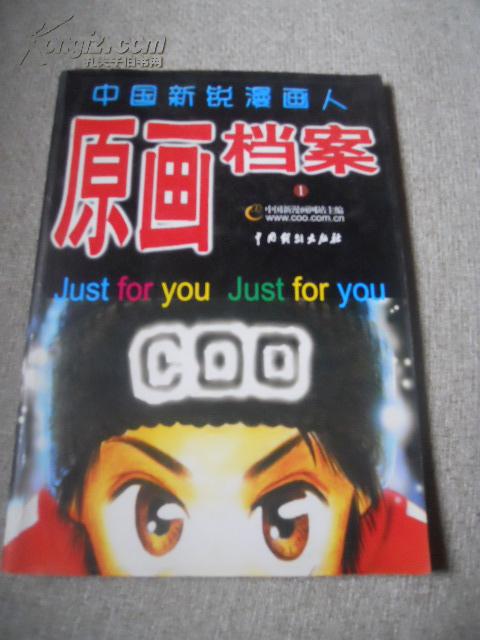 Kongfz.com
孔夫子旧书网
中国新锐漫画人
原画
档案
1
中国新漫画网站主编
www.coo.com.cn
中国戏剧出版社
Just for you Just for you
COO